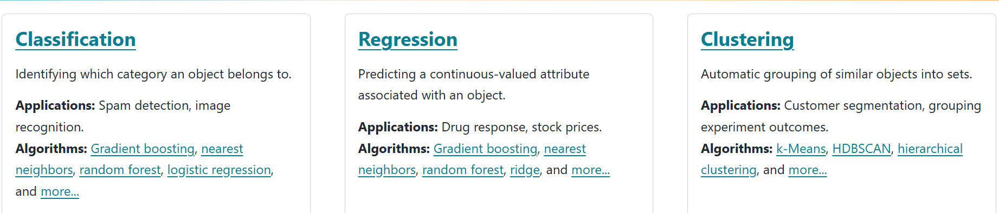 Classification
Identifying which category an object belongs to.
Applications: Spam detection, image
recognition.
Algorithms: Gradient boosting, nearest
neighbors, random forest, logistic regression,
and more...
Regression
Predicting a continuous-valued attribute
associated with an object.
Applications: Drug response, stock prices.
Algorithms: Gradient boosting, nearest
neighbors, random forest, ridge, and more...
Clustering
Automatic grouping of similar objects into sets.
Applications: Customer segmentation, grouping
experiment outcomes.
Algorithms: k-Means, HDBSCAN, hierarchical
clustering, and more...